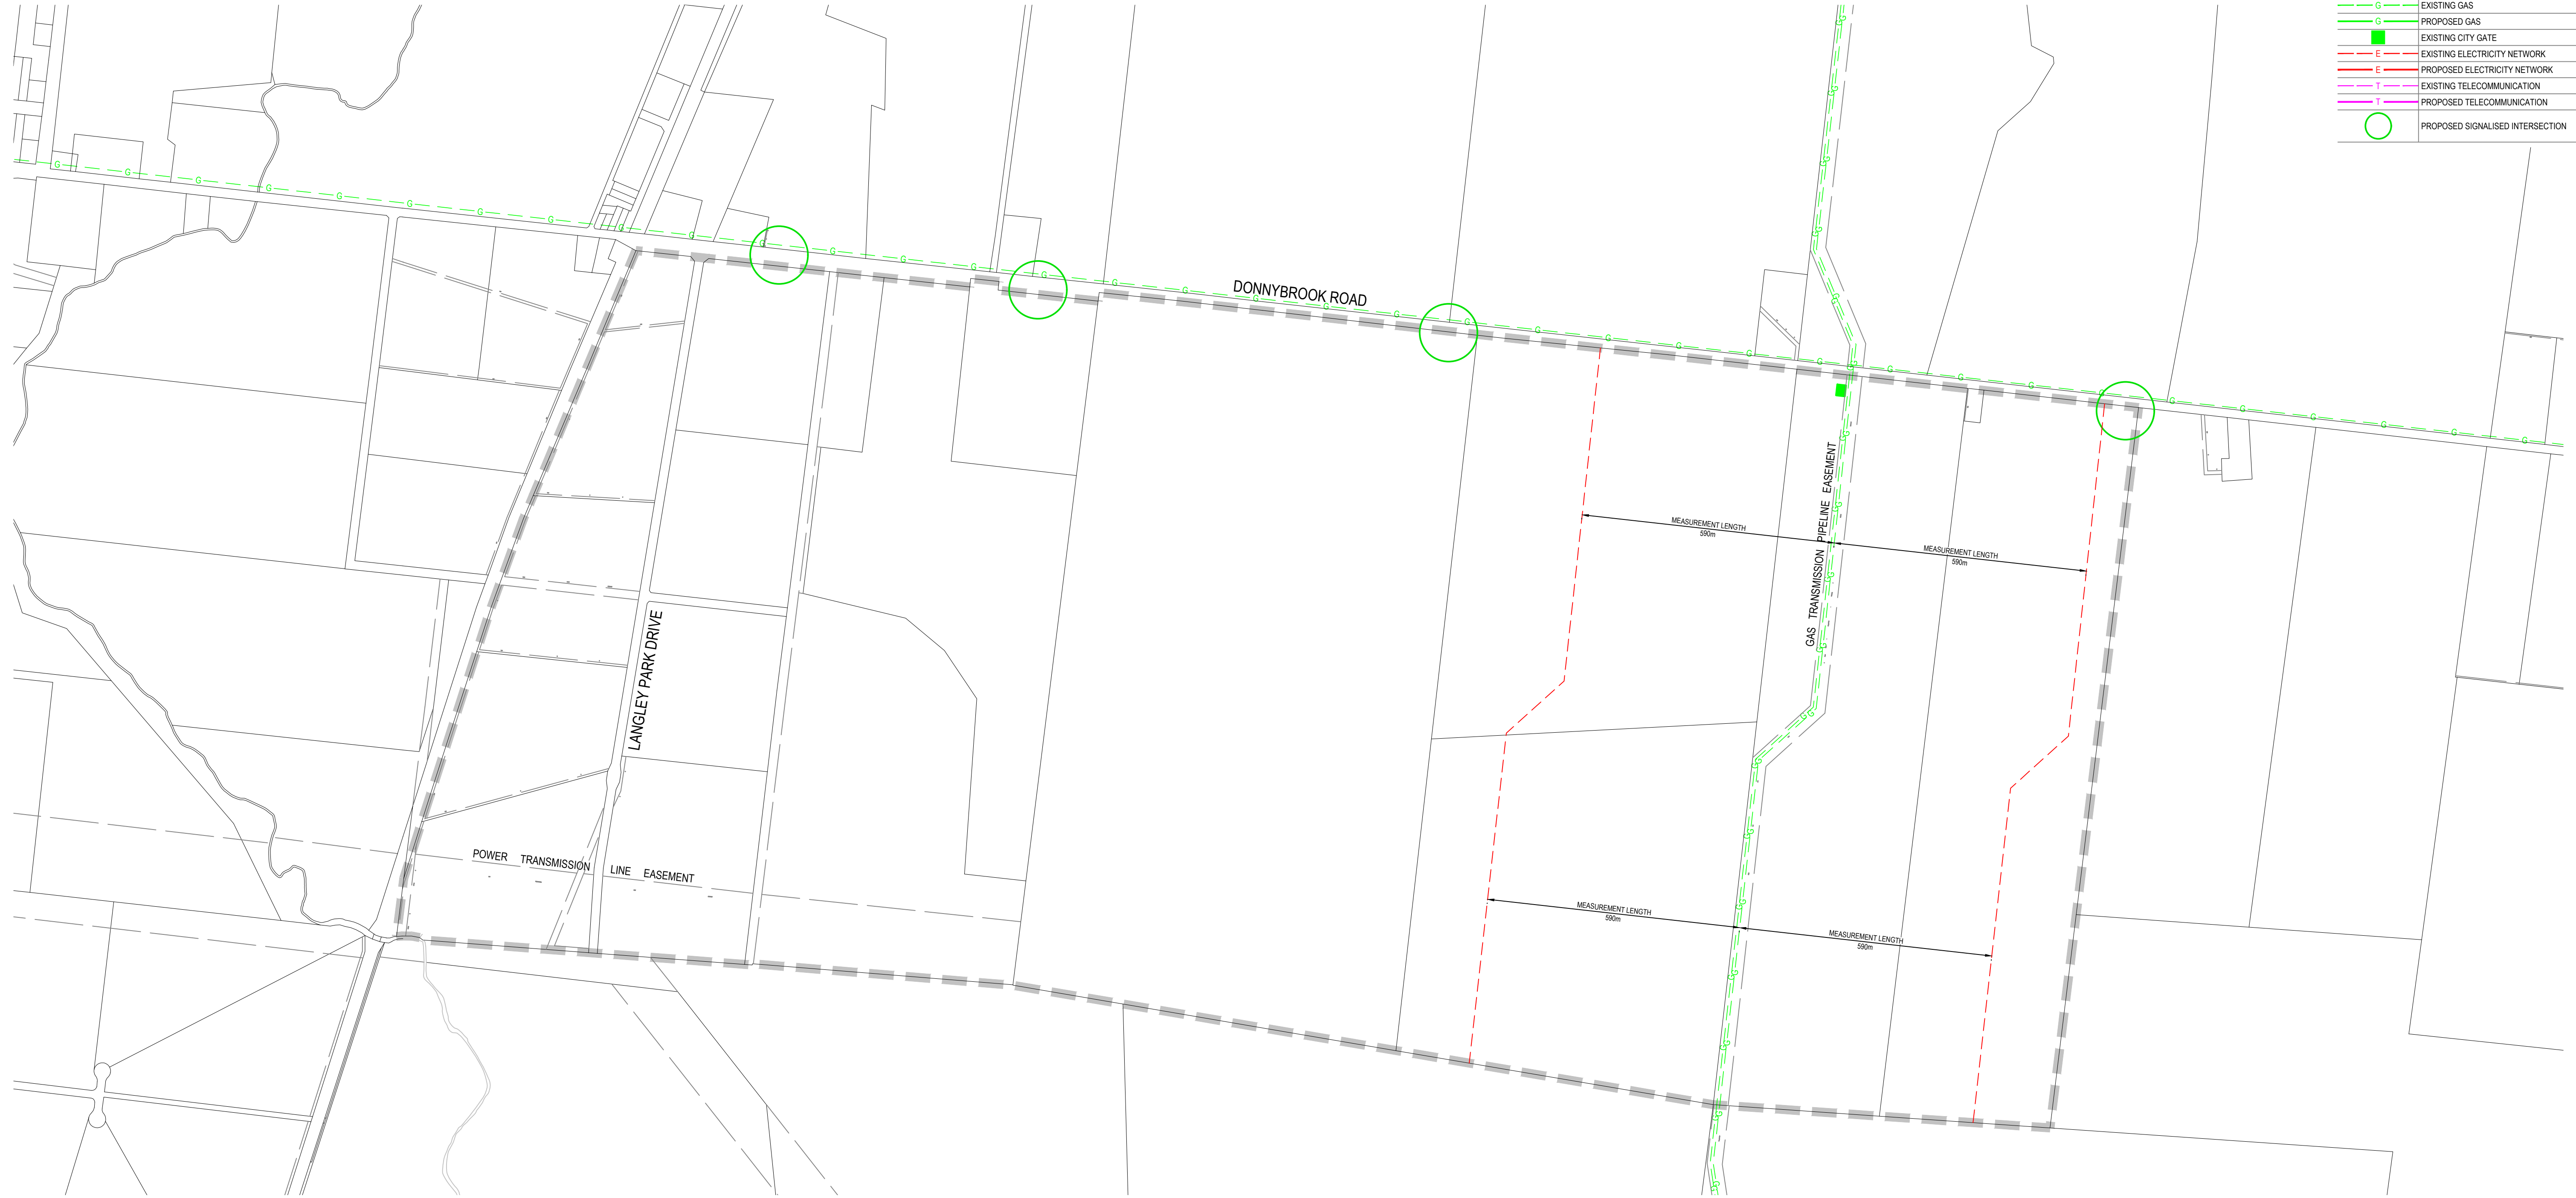 G EXISTING GAS
G PROPOSED GAS
EXISTING CITY GATE
E EXISTING ELECTRICITY NETWORK
E PROPOSED ELECTRICITY NETWORK
T EXISTING TELECOMMUNICATION
T PROPOSED TELECOMMUNICATION
PROPOSED SIGNALISED INTERSECTION
DONNYBROOK ROAD
GAS TRANSMISSION PIPELINE EASEMENT
MEASUREMENT LENGTH
590m
MEASUREMENT LENGTH
590m
LANGLEY PARK DRIVE
POWER TRANSMISSION LINE EASEMENT
MEASUREMENT LENGTH
590m
MEASUREMENT LENGTH
590m